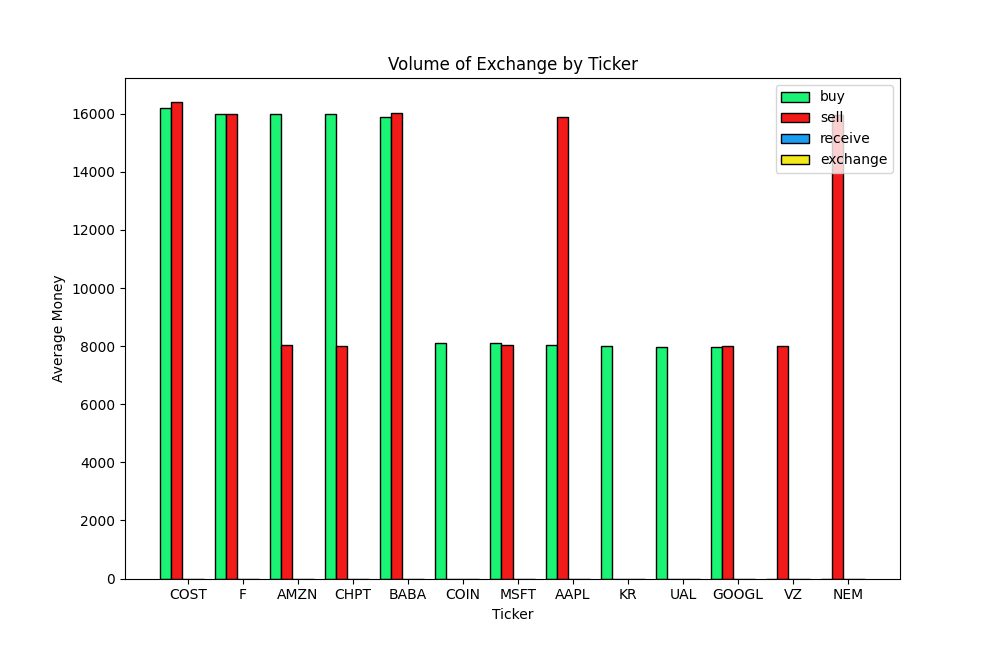 Volume of Exchange by Ticker
buy
sell
receive
exchange
16000
14000
12000
10000
8000
6000
4000
2000
0
Average Money
COST F AMZN CHPT BABA COIN MSFT AAPL KR UAL GOOGL VZ NEM
Ticker